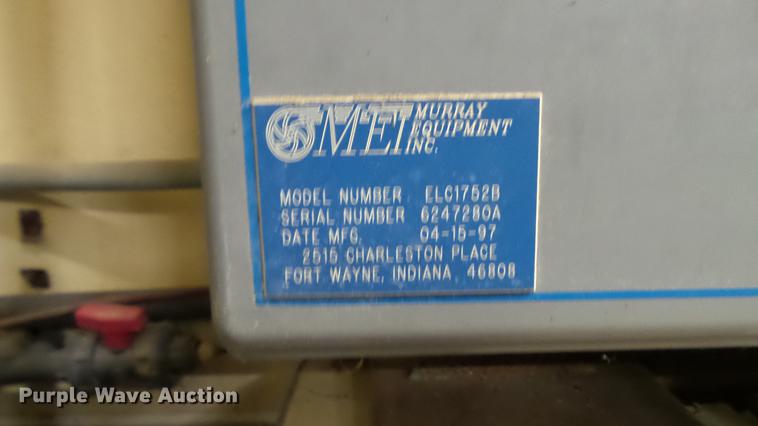 MEI MURRAY
EQUIPMENT
INC.
MODEL NUMBER ELC1752B
SERIAL NUMBER 6247280A
DATE MFG. 04-15-97
2515 CHARLESTON PLACE
FORT WAYNE, INDIANA, 46808
Purple Wave Auction